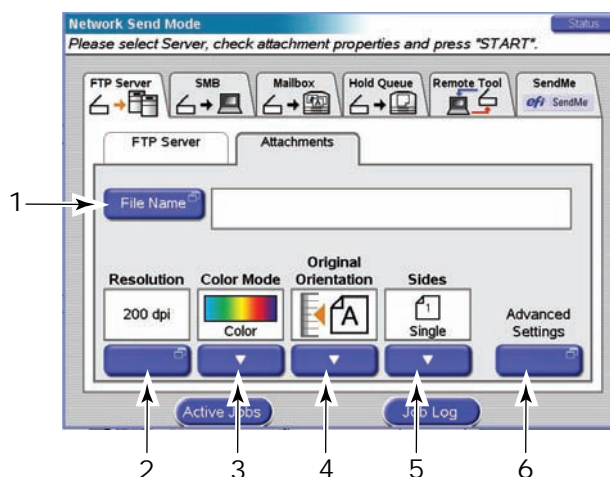 Network Send Mode
Status
Please select Server, check attachment properties and press "START".
FTP Server
SMB
Mailbox
Hold Queue
Remote Tool
SendMe
efi SendMe
FTP Server
Attachments
1
File Name
Resolution
Color Mode
Original
Orientation
Sides
200 dpi
Color
A
1
Single
Advanced
Settings
Active Jobs
Job Log
2
3
4
5
6